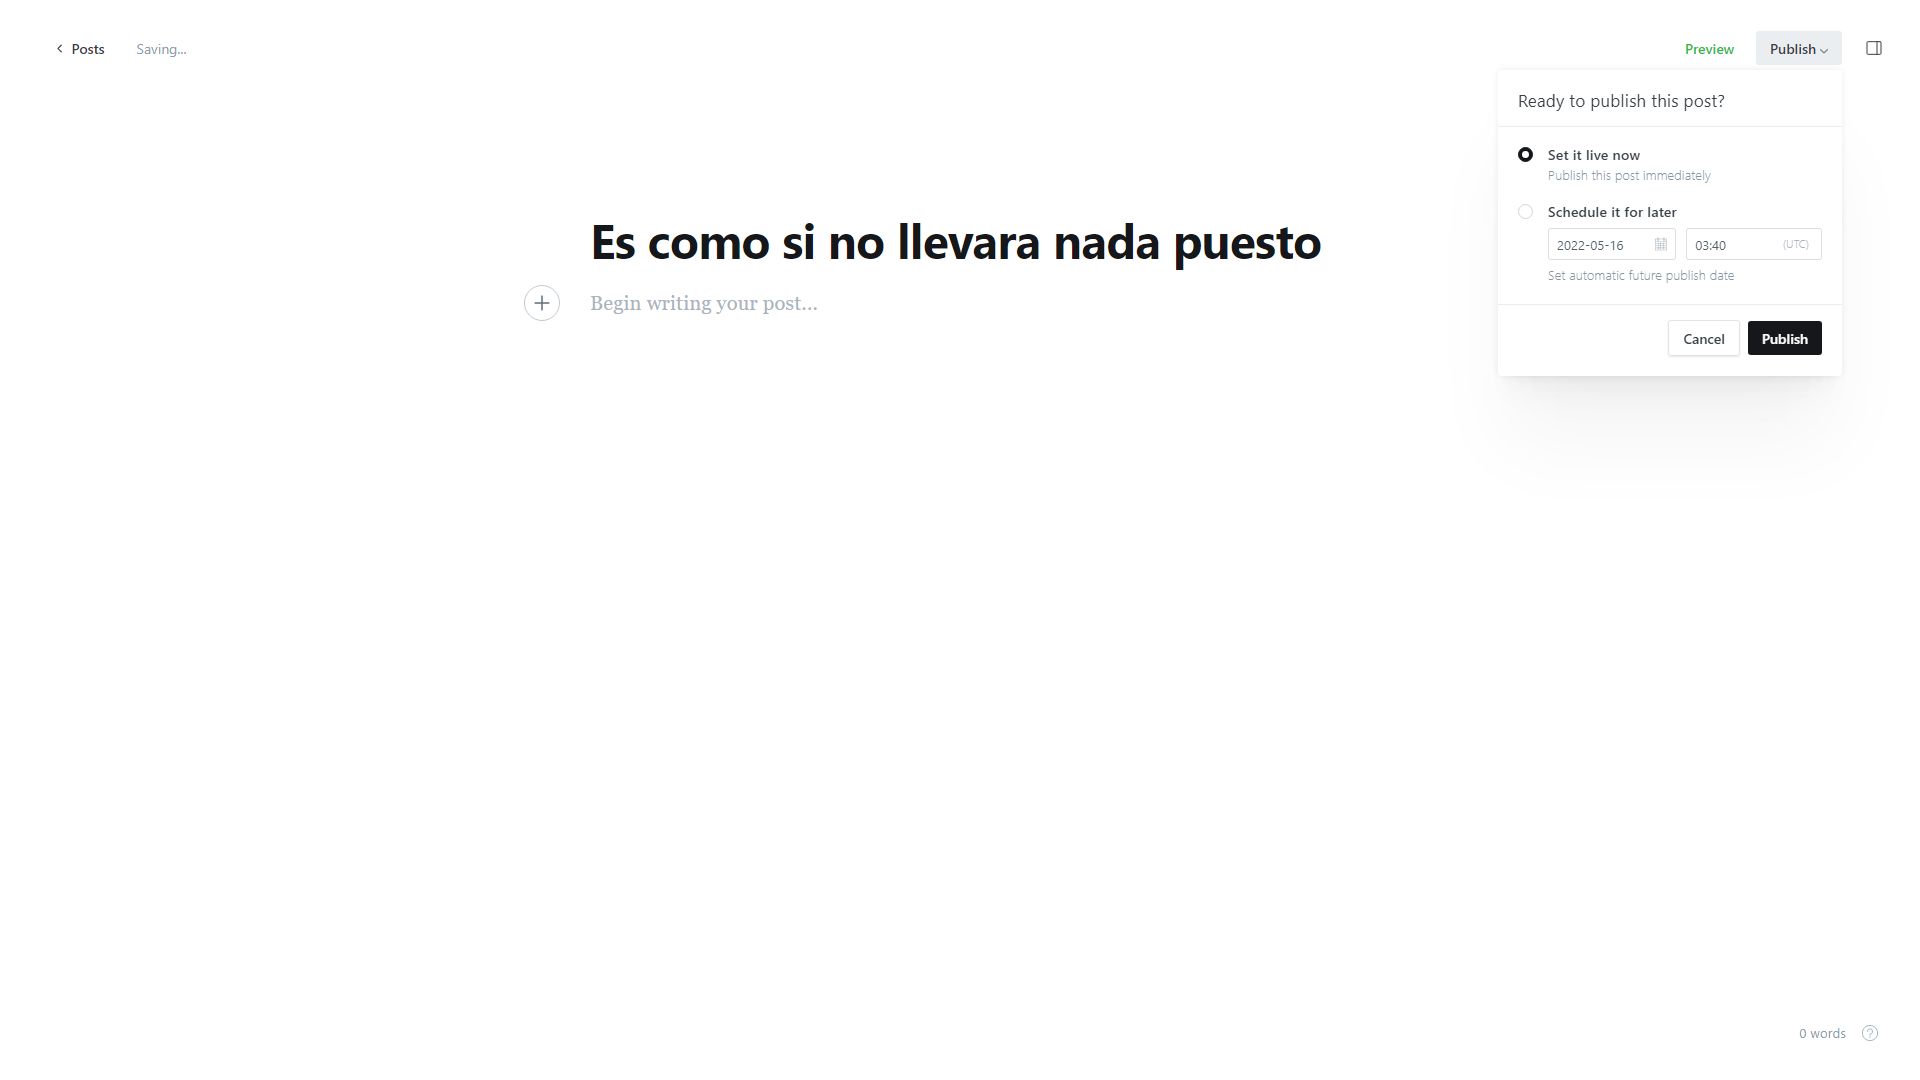 Posts
Saving...
Preview
Publish
Ready to publish this post?
Set it live now
Publish this post immediately
Schedule it for later
2022-05-16
03:40 (UTC)
Set automatic future publish date
Cancel
Publish
Es como si no llevara nada puesto
Begin writing your post...
0 words
?